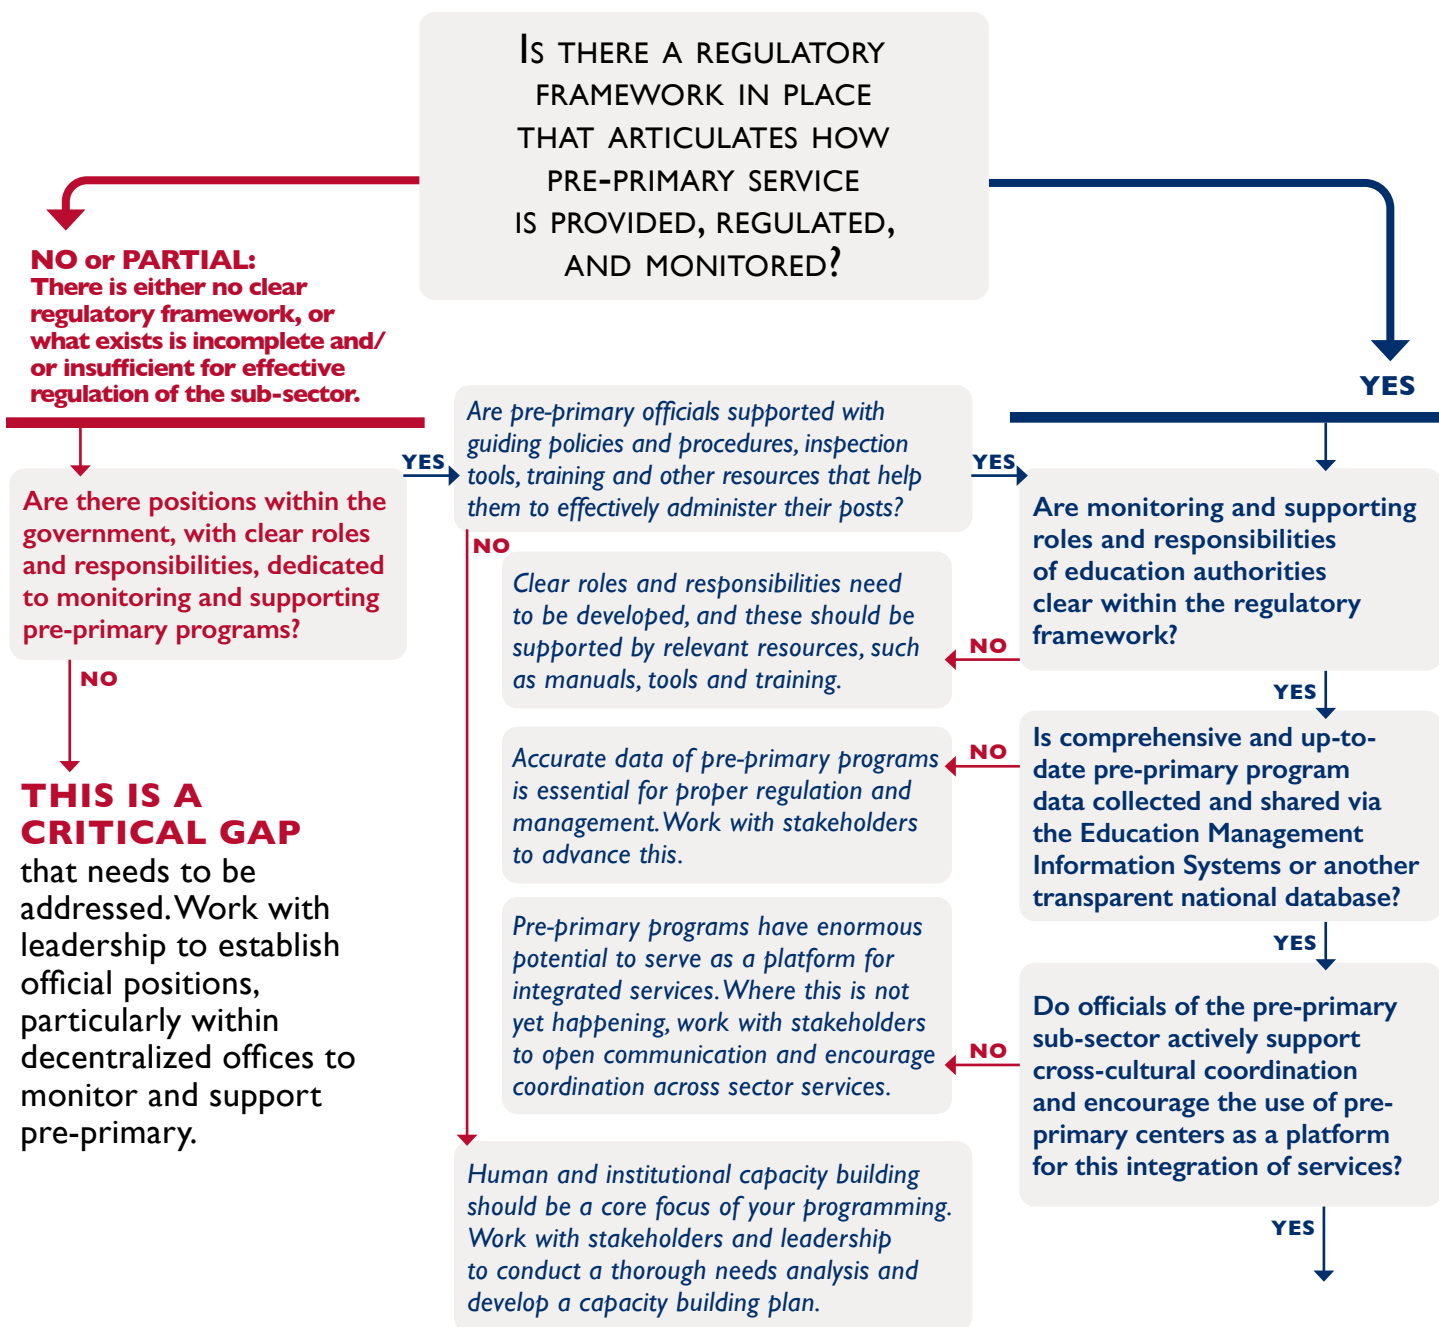 IS THERE A REGULATORY
FRAMEWORK IN PLACE
THAT ARTICULATES HOW
PRE-PRIMARY SERVICE
IS PROVIDED, REGULATED,
AND MONITORED?
NO or PARTIAL:
There is either no clear
regulatory framework, or
what exists is incomplete and/
or insufficient for effective
regulation of the sub-sector.
YES
Are there positions within the
government, with clear roles
and responsibilities, dedicated
to monitoring and supporting
pre-primary programs?
YES
NO
THIS IS A
CRITICAL GAP
that needs to be
addressed. Work with
leadership to establish
official positions,
particularly within
decentralized offices to
monitor and support
pre-primary.
Are pre-primary officials supported with
guiding policies and procedures, inspection
tools, training and other resources that help
them to effectively administer their posts?
YES
NO
Clear roles and responsibilities need
to be developed, and these should be
supported by relevant resources, such
as manuals, tools and training.
Accurate data of pre-primary programs
is essential for proper regulation and
management. Work with stakeholders
to advance this.
Pre-primary programs have enormous
potential to serve as a platform for
integrated services. Where this is not
yet happening, work with stakeholders
to open communication and encourage
coordination across sector services.
Human and institutional capacity building
should be a core focus of your programming.
Work with stakeholders and leadership
to conduct a thorough needs analysis and
develop a capacity building plan.
Are monitoring and supporting
roles and responsibilities
of education authorities
clear within the regulatory
framework?
NO
YES
Is comprehensive and up-to-
date pre-primary program
data collected and shared via
the Education Management
Information Systems or another
transparent national database?
NO
YES
Do officials of the pre-primary
sub-sector actively support
cross-cultural coordination
and encourage the use of pre-
primary centers as a platform
for this integration of services?
NO
YES